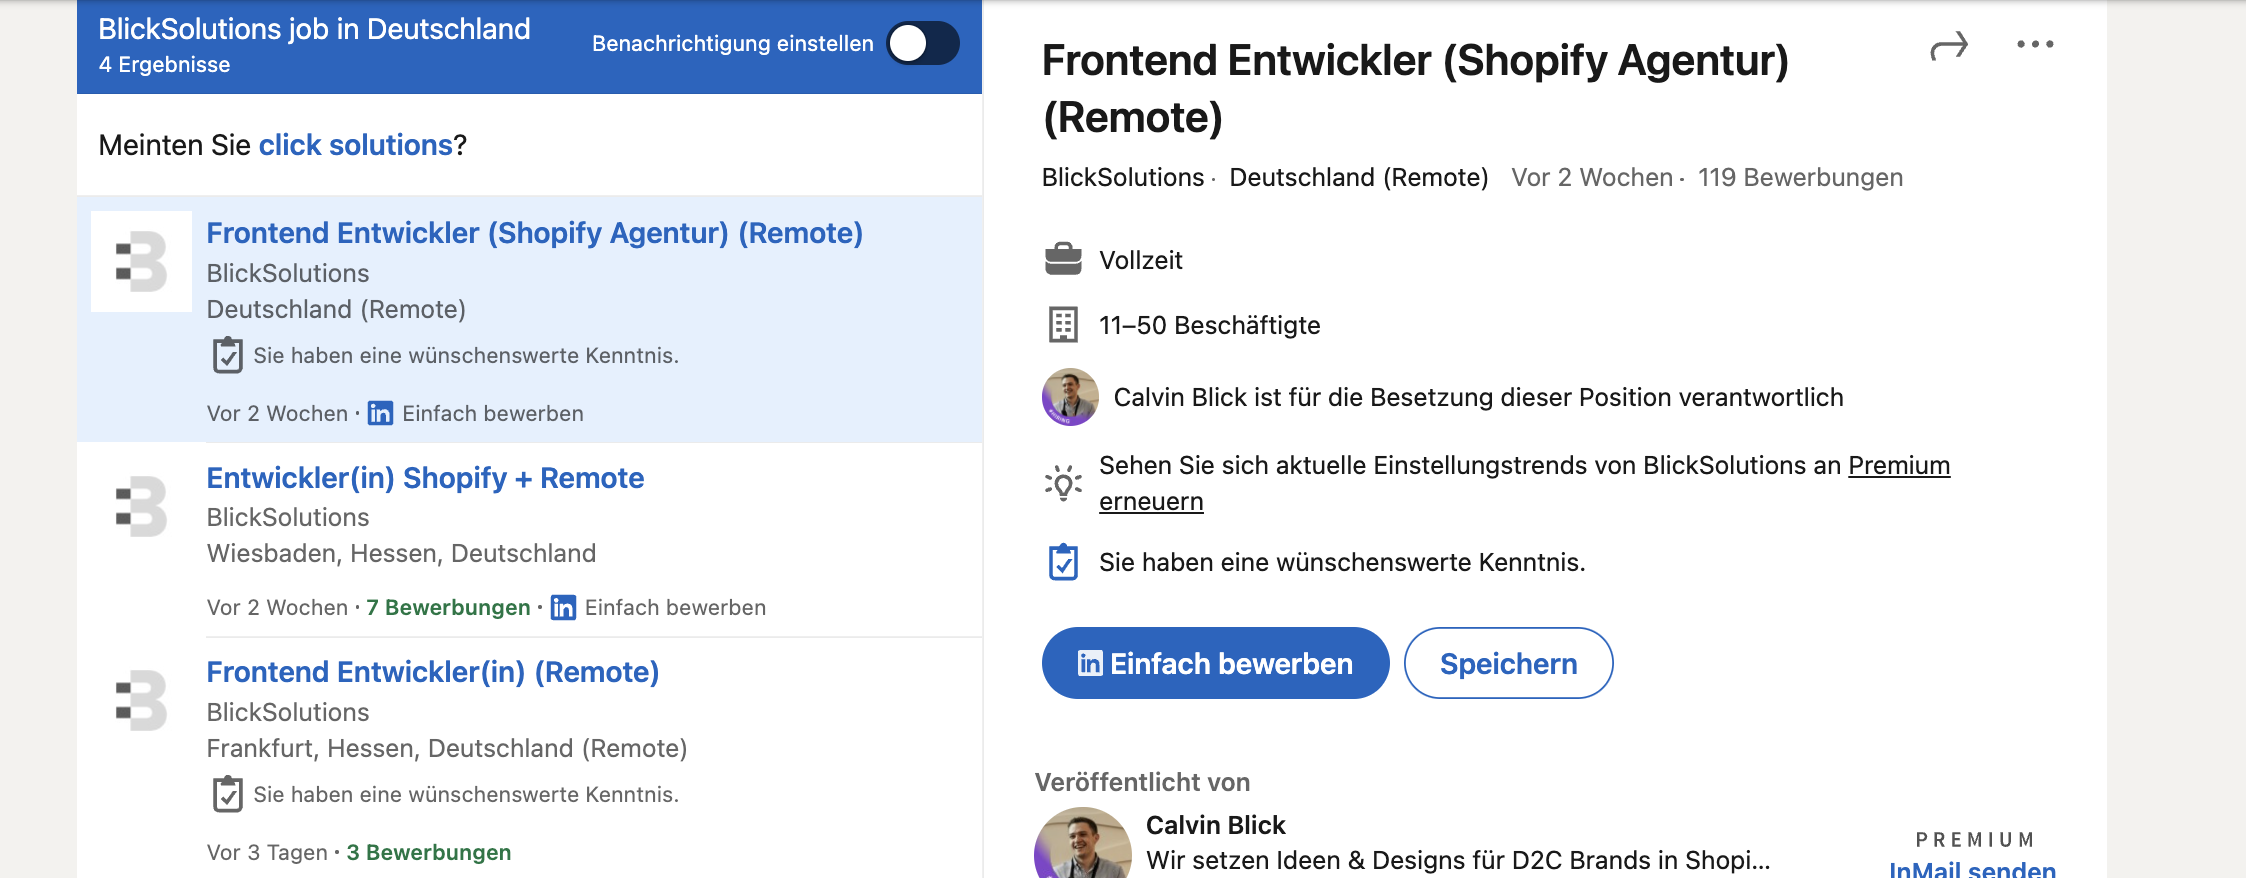 BlickSolutions job in Deutschland
4 Ergebnisse
Benachrichtigung einstellen
Meinten Sie click solutions?
Frontend Entwickler (Shopify Agentur) (Remote)
BlickSolutions
Deutschland (Remote)
Sie haben eine wünschenswerte Kenntnis.
Vor 2 Wochen · in Einfach bewerben
Entwickler(in) Shopify + Remote
BlickSolutions
Wiesbaden, Hessen, Deutschland
Vor 2 Wochen · 7 Bewerbungen · in Einfach bewerben
Frontend Entwickler(in) (Remote)
BlickSolutions
Frankfurt, Hessen, Deutschland (Remote)
Sie haben eine wünschenswerte Kenntnis.
Vor 3 Tagen · 3 Bewerbungen
Frontend Entwickler (Shopify Agentur)
(Remote)
BlickSolutions · Deutschland (Remote) Vor 2 Wochen · 119 Bewerbungen
Vollzeit
11–50 Beschäftigte
Calvin Blick ist für die Besetzung dieser Position verantwortlich
Sehen Sie sich aktuelle Einstellungstrends von BlickSolutions an Premium
erneuern
Sie haben eine wünschenswerte Kenntnis.
in Einfach bewerben
Speichern
Veröffentlicht von
Calvin Blick
Wir setzen Ideen & Designs für D2C Brands in Shopi...
PREMIUM
InMail senden